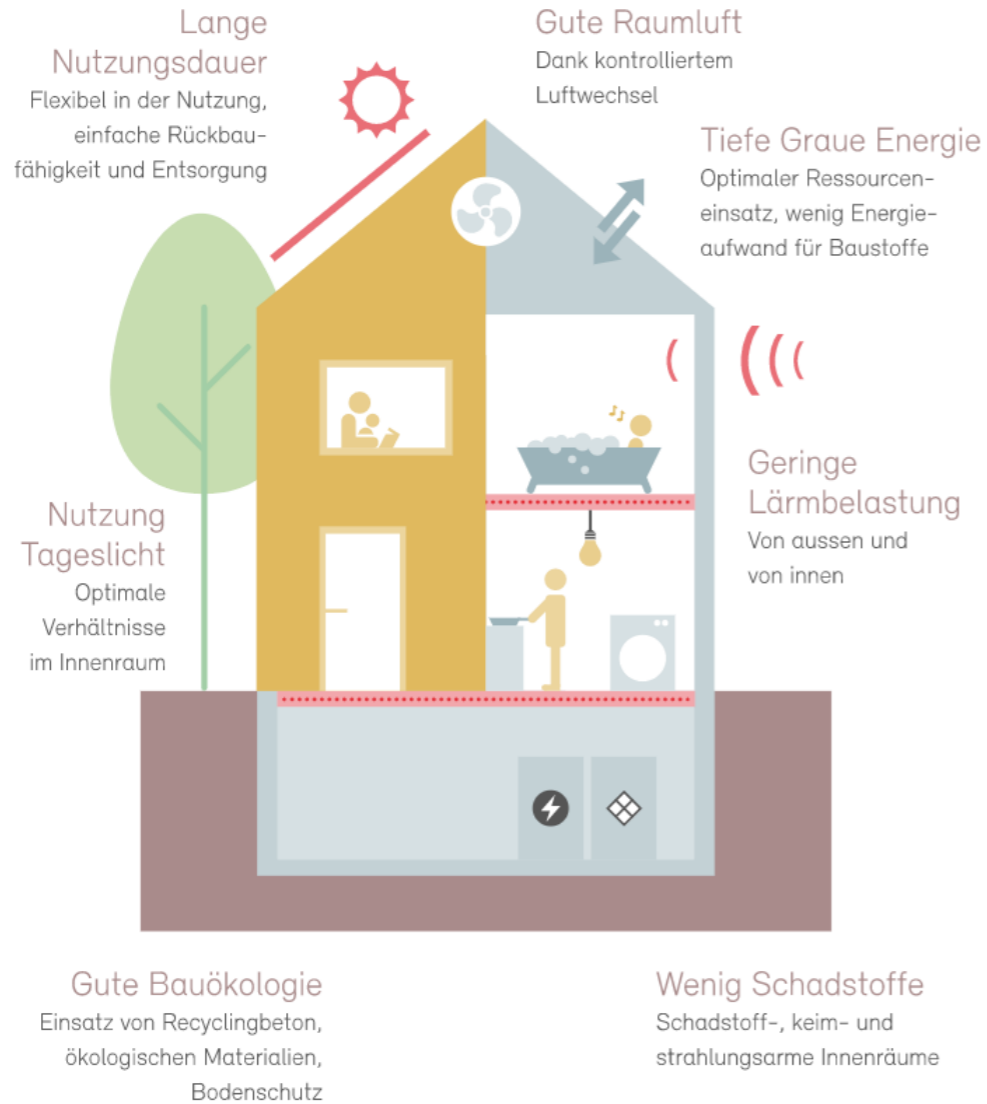 Lange
Nutzungsdauer
Flexibel in der Nutzung,
einfache Rückbau-
fähigkeit und Entsorgung
Gute Raumluft
Dank kontrolliertem
Luftwechsel
Tiefe Graue Energie
Optimaler Ressourcen-
einsatz, wenig Energie-
aufwand für Baustoffe
Geringe
Lärmbelastung
Von aussen und
von innen
Nutzung
Tageslicht
Optimale
Verhältnisse
im Innenraum
Gute Bauökologie
Einsatz von Recyclingbeton,
ökologischen Materialien,
Bodenschutz
Wenig Schadstoffe
Schadstoff-, keim- und
strahlungsarme Innenräume